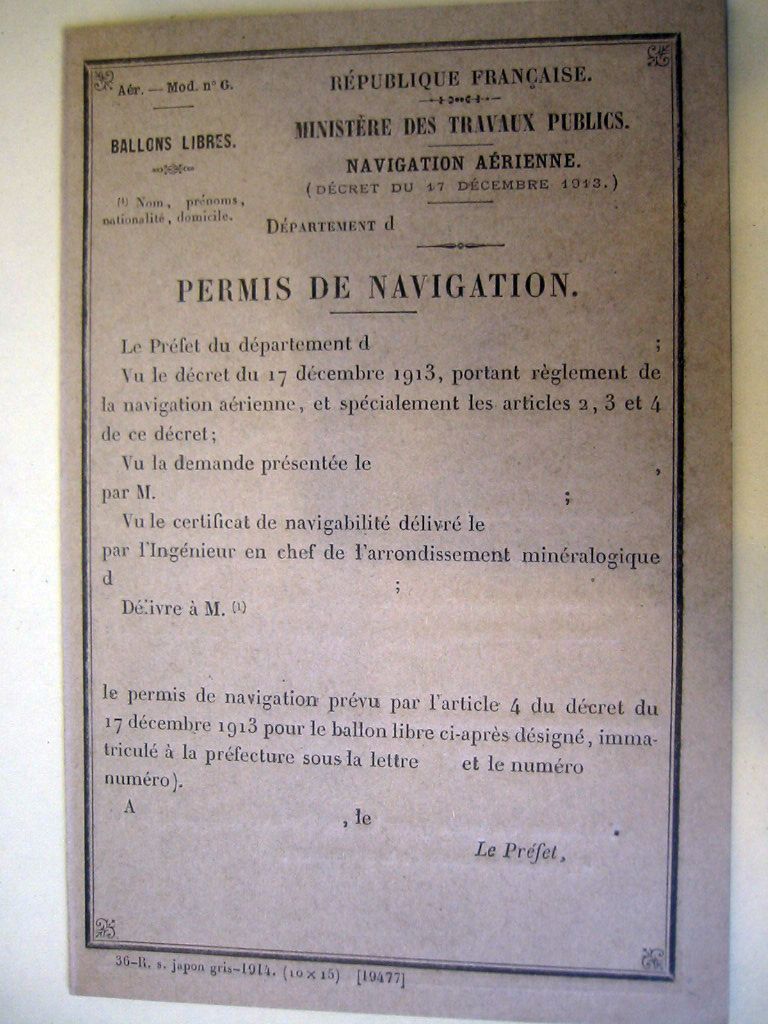 Aér. — Mod. n° G.
BALLONS LIBRES.
(1) Nom, prénoms,
nationalité, domicile.
RÉPUBLIQUE FRANÇAISE.
MINISTÈRE DES TRAVAUX PUBLICS.
NAVIGATION AÉRIENNE.
(DÉCRET DU 17 DÉCEMBRE 1913.)
DÉPARTEMENT d
PERMIS DE NAVIGATION.
Le Préfet du département d ;
Vu le décret du 17 décembre 1913, portant règlement de
la navigation aérienne, et spécialement les articles 2, 3 et 4
de ce décret;
Vu la demande présentée le ,
par M. ;
Vu le certificat de navigabilité délivré le
par l'Ingénieur en chef de l'arrondissement minéralogique
d ;
Délivre à M. (1)
le permis de navigation prévu par l'article 4 du décret du
17 décembre 1913 pour le ballon libre ci-après désigné, imma-
triculé à la préfecture sous la lettre et le numéro
numéro).
A , le .
Le Préfet,
36-R. s. japon gris-1914. (10 x 15) [19477]